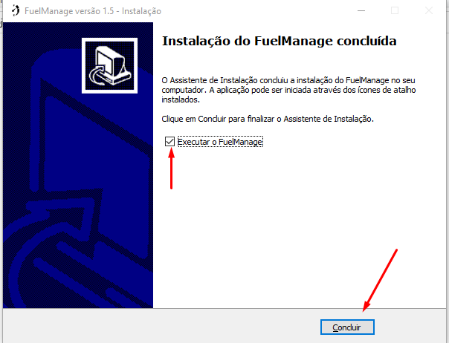 FuelManage versão 1.5 - Instalação
Instalação do FuelManage concluída
O Assistente de Instalação concluiu a instalação do FuelManage no seu
computador. A aplicação pode ser iniciada através dos ícones de atalho
instalados.
Clique em Concluir para finalizar o Assistente de Instalação.
Executar o FuelManage
Concluir